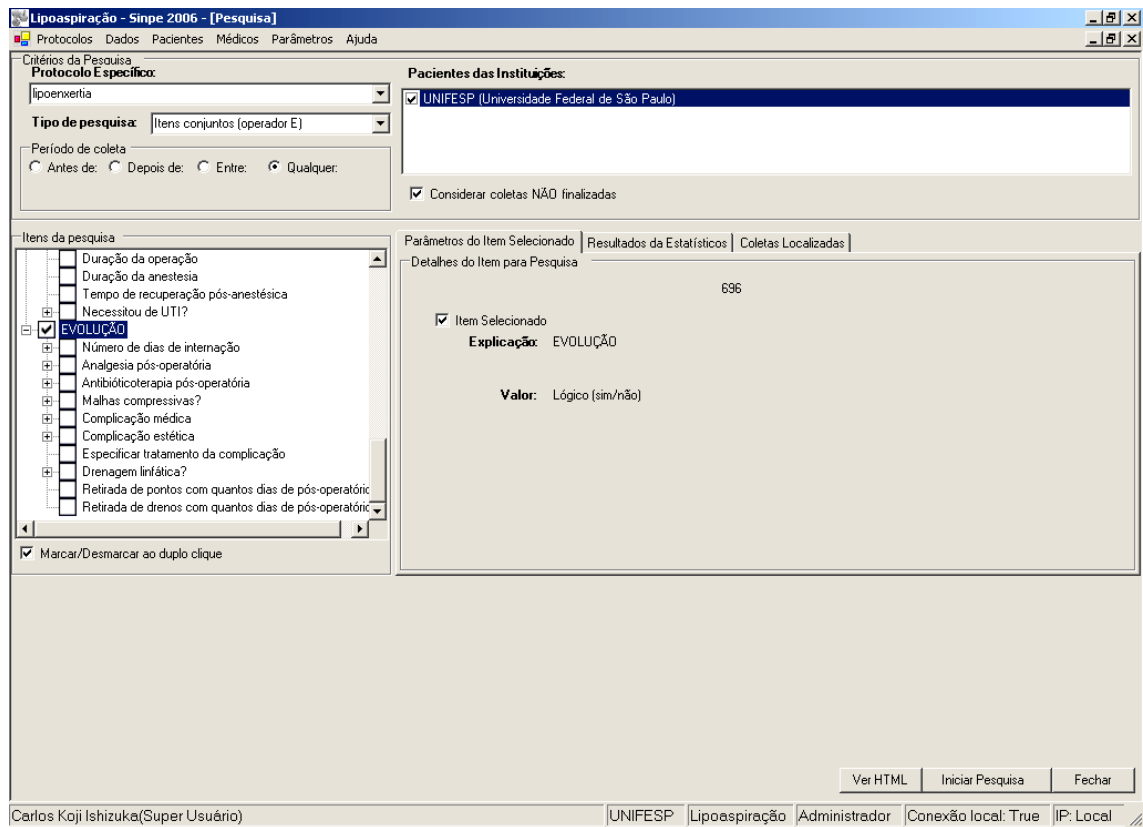 Lipoaspiração - Sinpe 2006 - [Pesquisa]
Protocolos Dados Pacientes Médicos Parâmetros Ajuda
Critérios da Pesquisa
Protocolo Específico:
lipoenxertia
Tipo de pesquisa: Itens conjuntos (operador E)
Período de coleta
Antes de: Depois de: Entre: Qualquer:
Pacientes das Instituições:
UNIFESP (Universidade Federal de São Paulo)
Considerar coletas NÃO finalizadas
Itens da pesquisa
Duração da operação
Duração da anestesia
Tempo de recuperação pós-anestésica
Necessitou de UTI?
EVOLUÇÃO
Número de dias de internação
Analgesia pós-operatória
Antibióticoterapia pós-operatória
Malhas compressivas?
Complicação médica
Complicação estética
Especificar tratamento da complicação
Drenagem linfática?
Retirada de pontos com quantos dias de pós-operatóric
Retirada de drenos com quantos dias de pós-operatóric
Marcar/Desmarcar ao duplo clique
Parâmetros do Item Selecionado Resultados da Estatísticos Coletas Localizadas
Detalhes do Item para Pesquisa
696
Item Selecionado
Explicação: EVOLUÇÃO
Valor: Lógico (sim/não)
Ver HTML Iniciar Pesquisa Fechar
Carlos Koji Ishizuka(Super Usuário) UNIFESP Lipoaspiração Administrador Conexão local: True IP: Local